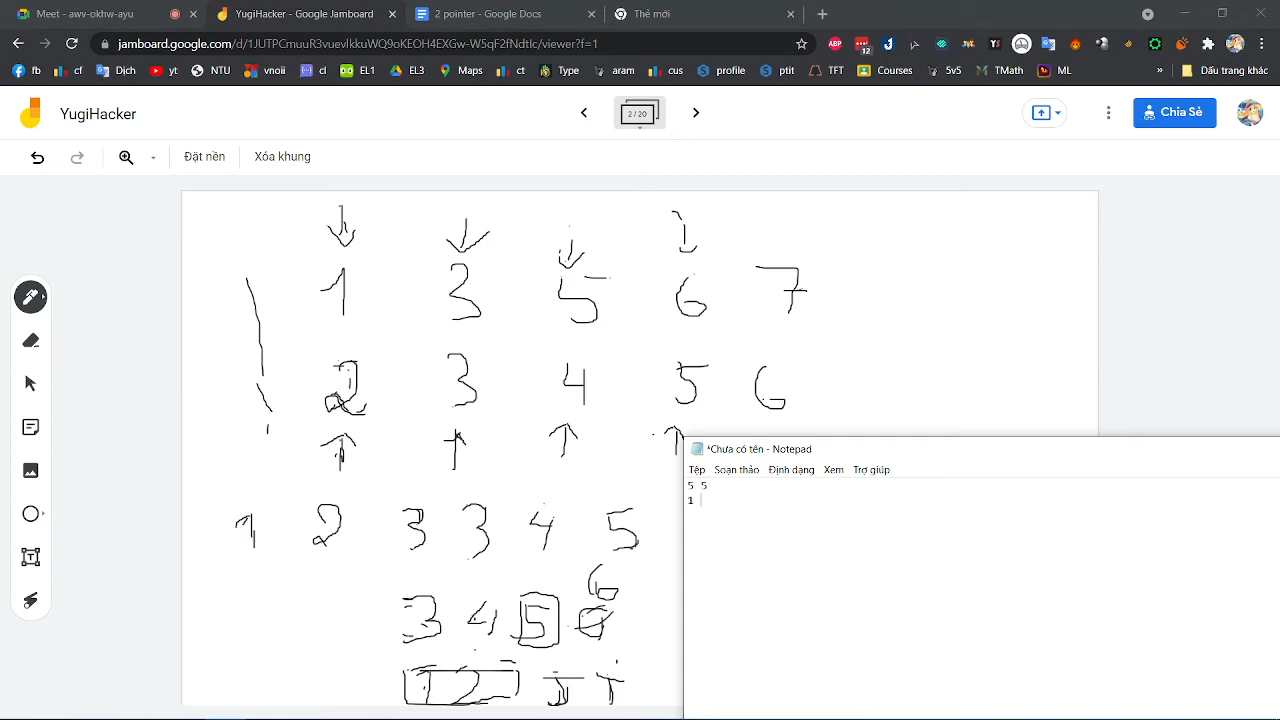 Meet - awv-okhw-ayu YugiHacker - Google Jamboard 2 pointer - Google Docs Thẻ mới
jamboard.google.com/d/1JUTPCmuuR3vuevlkkuWQ9oKEOH4EXCw-W5qF2fNdtIc/viewer?f=1
fb cf Dịch yt NTU vnoii cl EL1 EL3 Maps ct Type aram cus profile ptit TFT Courses 5v5 TMath ML » Dấu trang khác
YugiHacker 2 / 20 Chia Sẻ
Đặt nền Xóa khung
1 3 5 6 7
2 3 4 5 6
*Chưa có tên - Notepad
Tệp Soạn thảo Định dạng Xem Trợ giúp
5 5
1
1 2 3 3 4 5
6
3 4 5
1 2